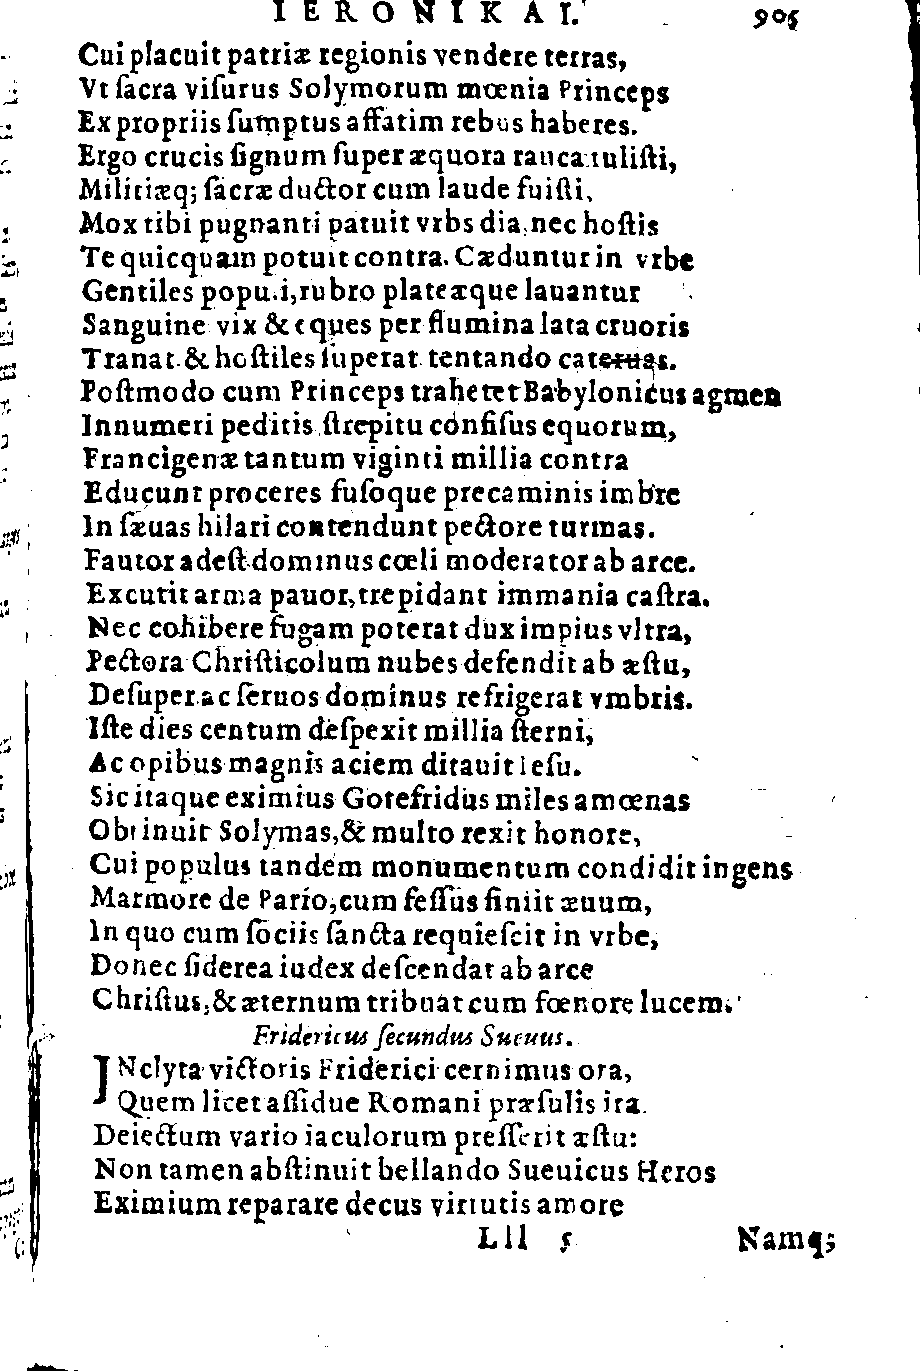 IERONIKAI. 905
Cui placuit patriæ regionis vendere terras,
Vt ſacra viſurus Solymorum mœnia Princeps
Ex propriis ſumptus affatim rebus haberes.
Ergo crucis ſignum ſuper æquora rauca tuliſti,
Militiæq; ſacræ ductor cum laude fuiſti,
Mox tibi pugnanti patuit vrbs dia, nec hoſtis
Te quicquam potuit contra. Cæduntur in vrbe
Gentiles populi, rubro plateæque lauantur
Sanguine vix & eques per flumina lata cruoris
Tranat & hoſtiles ſuperat tentando cateruas.
Poſtmodo cum Princeps traheret Babylonicus agmen
Innumeri peditis ſtrepitu cōnfiſus equorum,
Francigenæ tantum viginti millia contra
Educunt proceres fuſoque precaminis imbre
In ſæuas hilari contendunt pectore turmas.
Fautor adeſt dominus cœli moderator ab arce.
Excutit arma pauor, trepidant immania caſtra.
Nec cohibere fugam poterat dux impius vltra,
Pectora Chriſticolum nubes defendit ab æſtu,
Deſuper ac ſeruos dominus refrigerat vmbris.
Iſte dies centum deſpexit millia ſterni,
Ac opibus magnis aciem ditauit Ieſu.
Sic itaque eximius Gotefridus miles amœnas
Obtinuit Solymas, & multo rexit honore,
Cui populus tandem monumentum condidit ingens
Marmore de Pario, cum feſſus finiit æuum,
In quo cum ſociis ſancta requieſcit in vrbe,
Donec ſiderea iudex deſcendat ab arce
Chriſtus, & æternum tribuat cum fœnore lucem.
Fridericus ſecundus Sueuus.
INclyta victoris Friderici cernimus ora,
Quem licet aſſidue Romani præſulis ira.
Deiectum vario iaculorum preſſerit æſtu:
Non tamen abſtinuit bellando Sueuicus Heros
Eximium reparare decus virtutis amore
Lll 5 Namq;